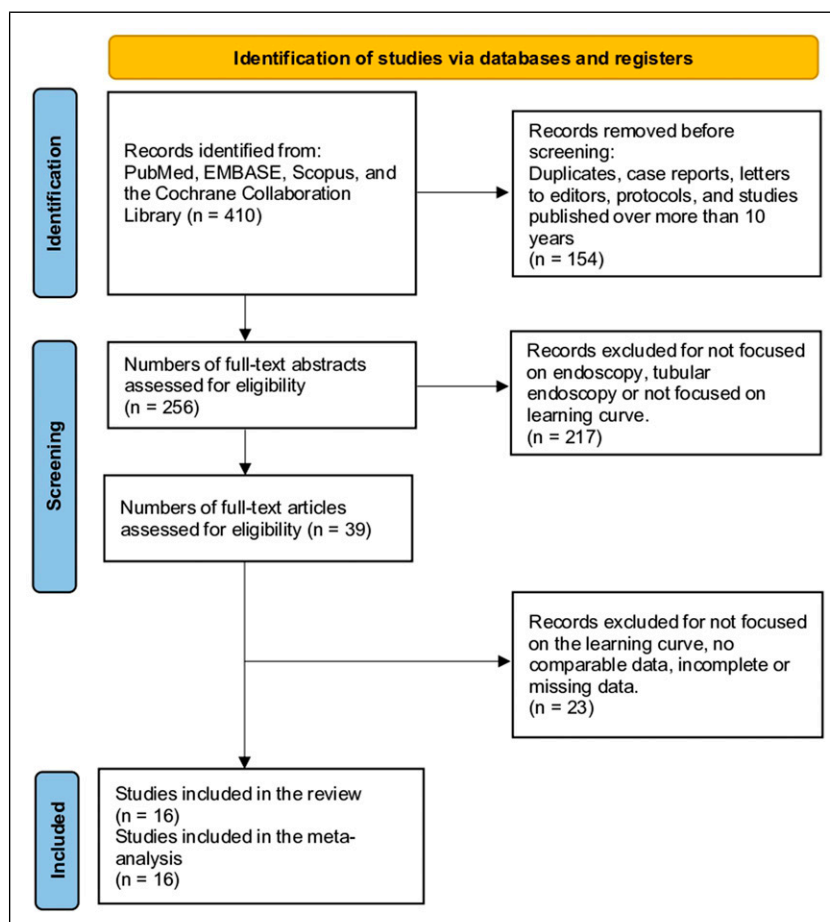 Identification of studies via databases and registers
Identification
Records identified from:
PubMed, EMBASE, Scopus, and
the Cochrane Collaboration
Library (n = 410)
Records removed before
screening:
Duplicates, case reports, letters
to editors, protocols, and studies
published over more than 10
years
(n = 154)
Screening
Numbers of full-text abstracts
assessed for eligibility
(n = 256)
Records excluded for not focused
on endoscopy, tubular
endoscopy or not focused on
learning curve.
(n = 217)
Numbers of full-text articles
assessed for eligibility (n = 39)
Records excluded for not focused
on the learning curve, no
comparable data, incomplete or
missing data.
(n = 23)
Included
Studies included in the review
(n = 16)
Studies included in the meta-
analysis
(n = 16)